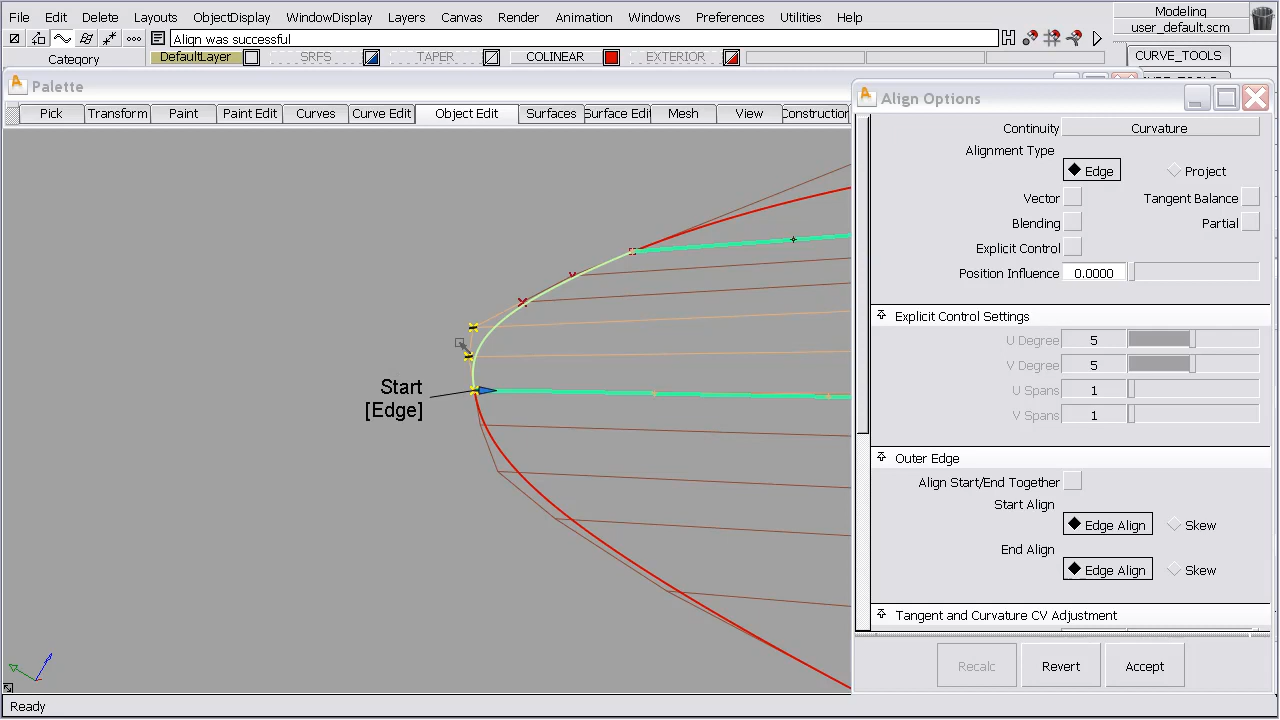 File Edit Delete Layouts ObjectDisplay WindowDisplay Layers Canvas Render Animation Windows Preferences Utilities Help
Modeling
user_default.scm
Align was successful
Category
DefaultLayer SRFS TAPER COLINEAR EXTERIOR
CURVE_TOOLS
Palette
Pick Transform Paint Paint Edit Curves Curve Edit Object Edit Surfaces Surface Edi Mesh View Construction
Align Options
Continuity Curvature
Alignment Type
Edge Project
Vector Tangent Balance
Blending Partial
Explicit Control
Position Influence 0.0000
Explicit Control Settings
U Degree 5
V Degree 5
U Spans 1
V Spans 1
Outer Edge
Align Start/End Together
Start Align
Edge Align Skew
End Align
Edge Align Skew
Tangent and Curvature CV Adjustment
Recalc Revert Accept
Start
[Edge]
Ready